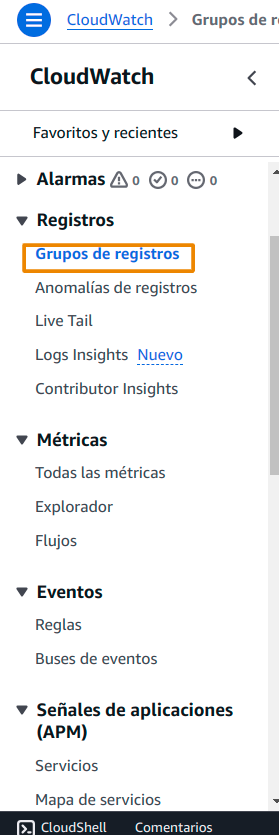 CloudWatch > Grupos de re
CloudWatch
Favoritos y recientes
Alarmas 0 0 0
Registros
Grupos de registros
Anomalías de registros
Live Tail
Logs Insights Nuevo
Contributor Insights
Métricas
Todas las métricas
Explorador
Flujos
Eventos
Reglas
Buses de eventos
Señales de aplicaciones
(APM)
Servicios
Mapa de servicios
CloudShell Comentarios